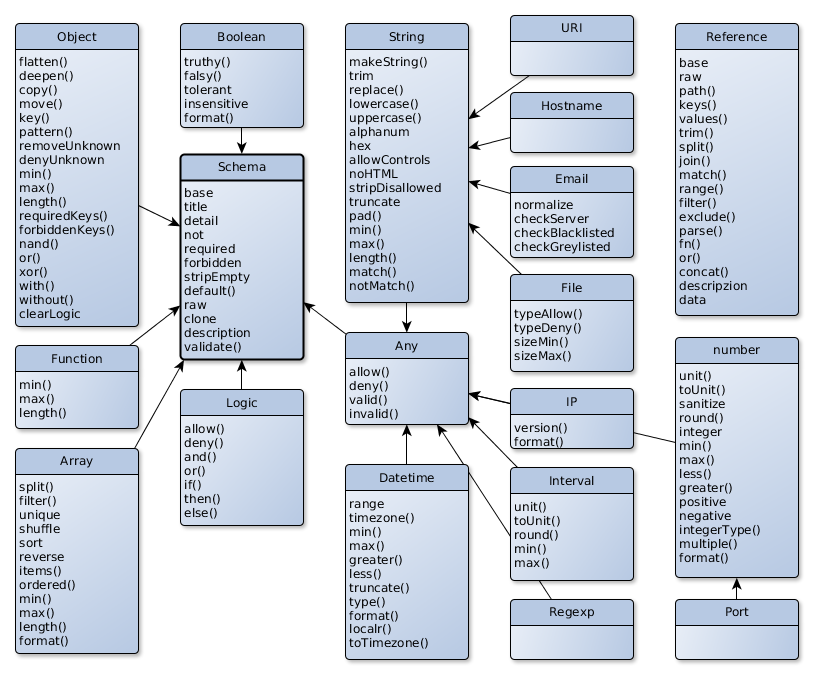 Object
flatten()
deepen()
copy()
move()
key()
pattern()
removeUnknown
denyUnknown
min()
max()
length()
requiredKeys()
forbiddenKeys()
nand()
or()
xor()
with()
without()
clearLogic
Function
min()
max()
length()
Array
split()
filter()
unique
shuffle
sort
reverse
items()
ordered()
min()
max()
length()
format()
Boolean
truthy()
falsy()
tolerant
insensitive
format()
Schema
base
title
detail
not
required
forbidden
stripEmpty
default()
raw
clone
description
validate()
Logic
allow()
deny()
and()
or()
if()
then()
else()
String
makeString()
trim
replace()
lowercase()
uppercase()
alphanum
hex
allowControls
noHTML
stripDisallowed
truncate
pad()
min()
max()
length()
match()
notMatch()
Any
allow()
deny()
valid()
invalid()
Datetime
range
timezone()
min()
max()
greater()
less()
truncate()
type()
format()
localr()
toTimezone()
URI
Hostname
Email
normalize
checkServer
checkBlacklisted
checkGreylisted
File
typeAllow()
typeDeny()
sizeMin()
sizeMax()
IP
version()
format()
Interval
unit()
toUnit()
round()
min()
max()
Regexp
Reference
base
raw
path()
keys()
values()
trim()
split()
join()
match()
range()
filter()
exclude()
parse()
fn()
or()
concat()
descripzion
data
number
unit()
toUnit()
sanitize
round()
integer
min()
max()
less()
greater()
positive
negative
integerType()
multiple()
format()
Port